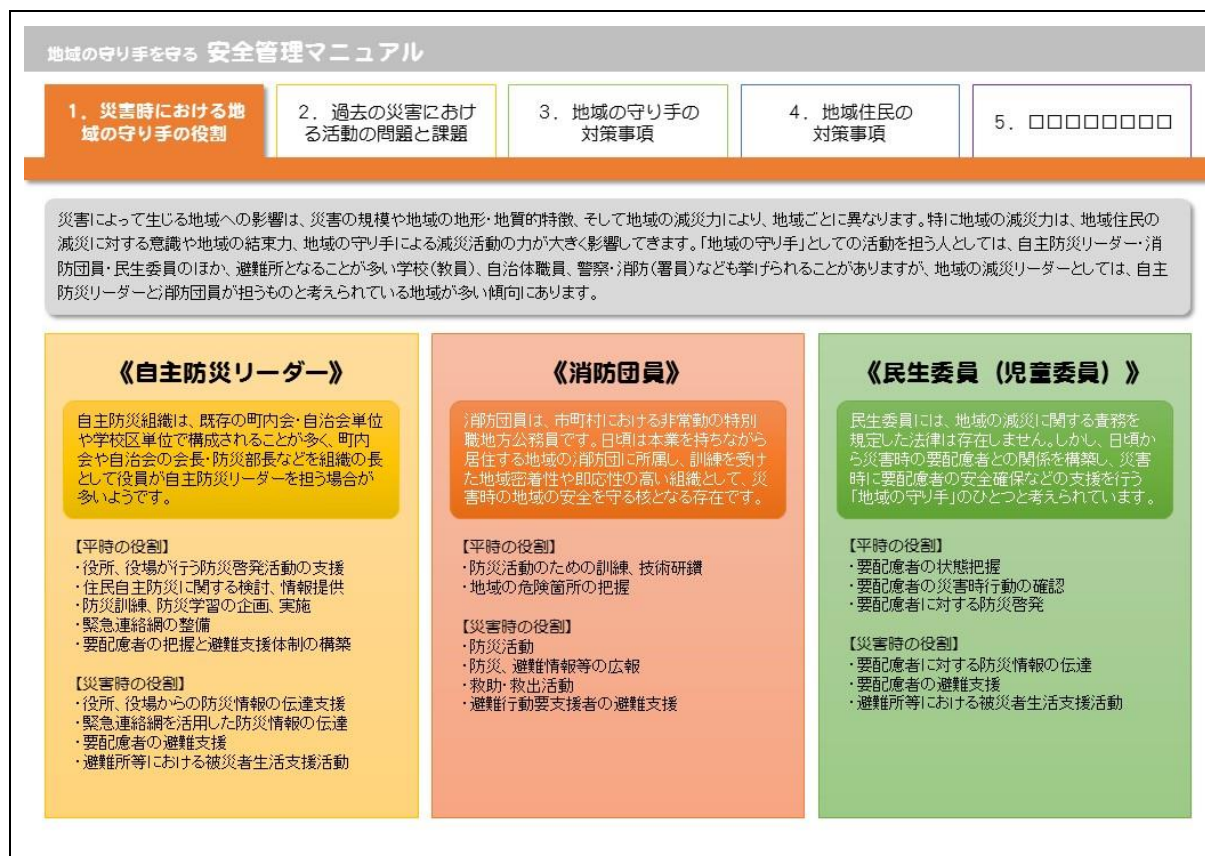 地域の守り手を守る 安全管理マニュアル
1．災害時における地
域の守り手の役割
2．過去の災害におけ
る活動の問題と課題
3．地域の守り手の
対策事項
4．地域住民の
対策事項
5．□□□□□□□□
災害によって生じる地域への影響は、災害の規模や地域の地形・地質的特徴、そして地域の減災力により、地域ごとに異なります。特に地域の減災力は、地域住民の
減災に対する意識や地域の結束力、地域の守り手による減災活動の力が大きく影響してきます。「地域の守り手」としての活動を担う人としては、自主防災リーダー・消
防団員・民生委員のほか、避難所となることが多い学校(教員)、自治体職員、警察・消防(署員)なども挙げられることがありますが、地域の減災リーダーとしては、自主
防災リーダーと消防団員が担うものと考えられている地域が多い傾向にあります。
《自主防災リーダー》
自主防災組織は、既存の町内会・自治会単位
や学校区単位で構成されることが多く、町内
会や自治会の会長・防災部長などを組織の長
として役員が自主防災リーダーを担う場合が
多いようです。
【平時の役割】
・役所、役場が行う防災啓発活動の支援
・住民自主防災に関する検討、情報提供
・防災訓練、防災学習の企画、実施
・緊急連絡網の整備
・要配慮者の把握と避難支援体制の構築
【災害時の役割】
・役所、役場からの防災情報の伝達支援
・緊急連絡網を活用した防災情報の伝達
・要配慮者の避難支援
・避難所等における被災者生活支援活動
《消防団員》
消防団員は、市町村における非常勤の特別
職地方公務員です。日頃は本業を持ちながら
居住する地域の消防団に所属し、訓練を受け
た地域密着性や即応性の高い組織として、災
害時の地域の安全を守る核となる存在です。
【平時の役割】
・防災活動のための訓練、技術研鑽
・地域の危険箇所の把握
【災害時の役割】
・防災活動
・防災、避難情報等の広報
・救助・救出活動
・避難行動要支援者の避難支援
《民生委員（児童委員）》
民生委員には、地域の減災に関する責務を
規定した法律は存在しません。しかし、日頃か
ら災害時の要配慮者との関係を構築し、災害
時に要配慮者の安全確保などの支援を行う
「地域の守り手」のひとつと考えられています。
【平時の役割】
・要配慮者の状態把握
・要配慮者の災害時行動の確認
・要配慮者に対する防災啓発
【災害時の役割】
・要配慮者に対する防災情報の伝達
・要配慮者の避難支援
・避難所等における被災者生活支援活動